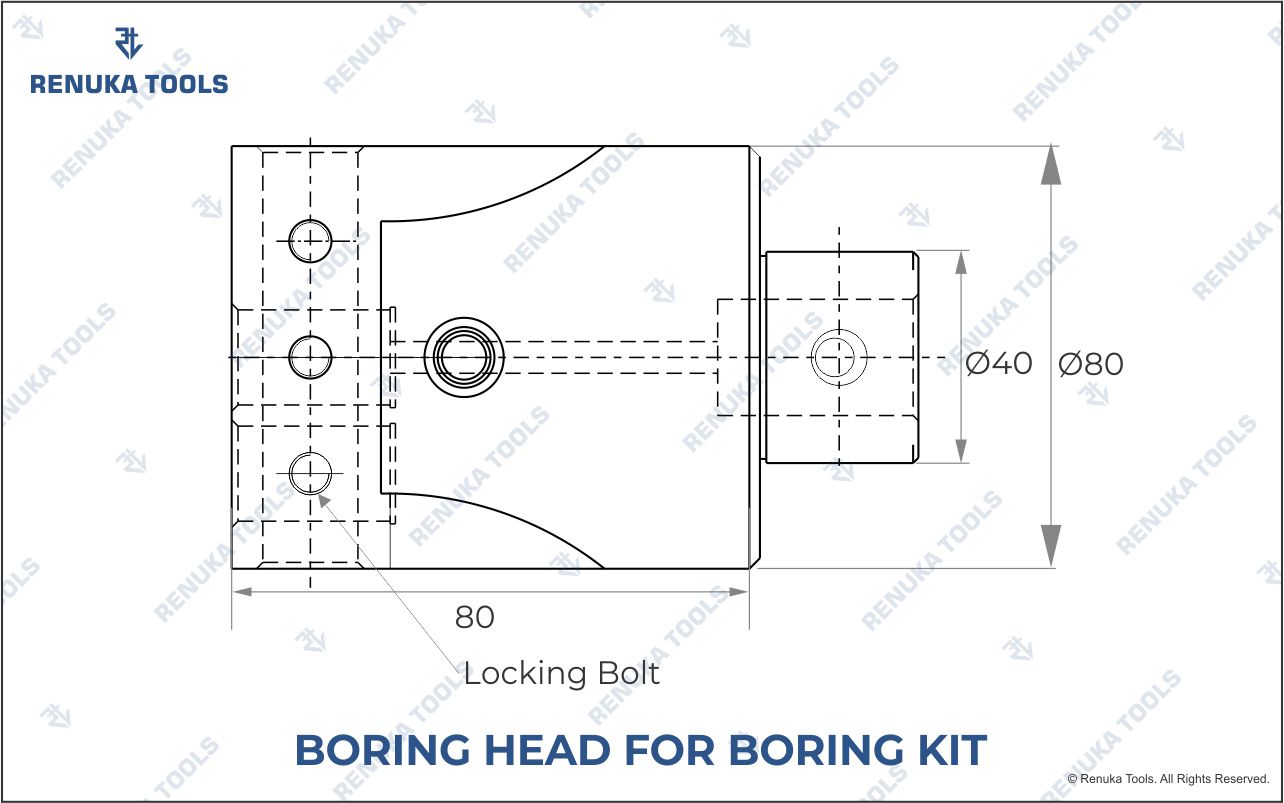 RENUKA TOOLS
Ø40
Ø80
80
Locking Bolt
BORING HEAD FOR BORING KIT
© Renuka Tools. All Rights Reserved.